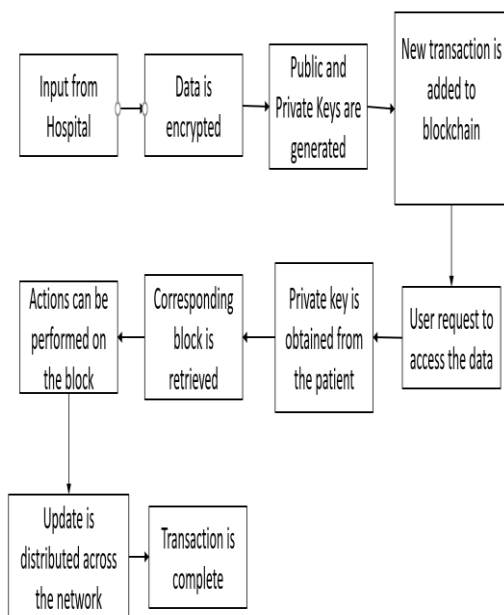 Input from
Hospital
Data is
encrypted
Public and
Private Keys are
generated
New transaction is
added to
blockchain
User request to
access the data
Private key is
obtained from
the patient
Corresponding
block is
retrieved
Actions can be
performed on
the block
Update is
distributed across
the network
Transaction is
complete